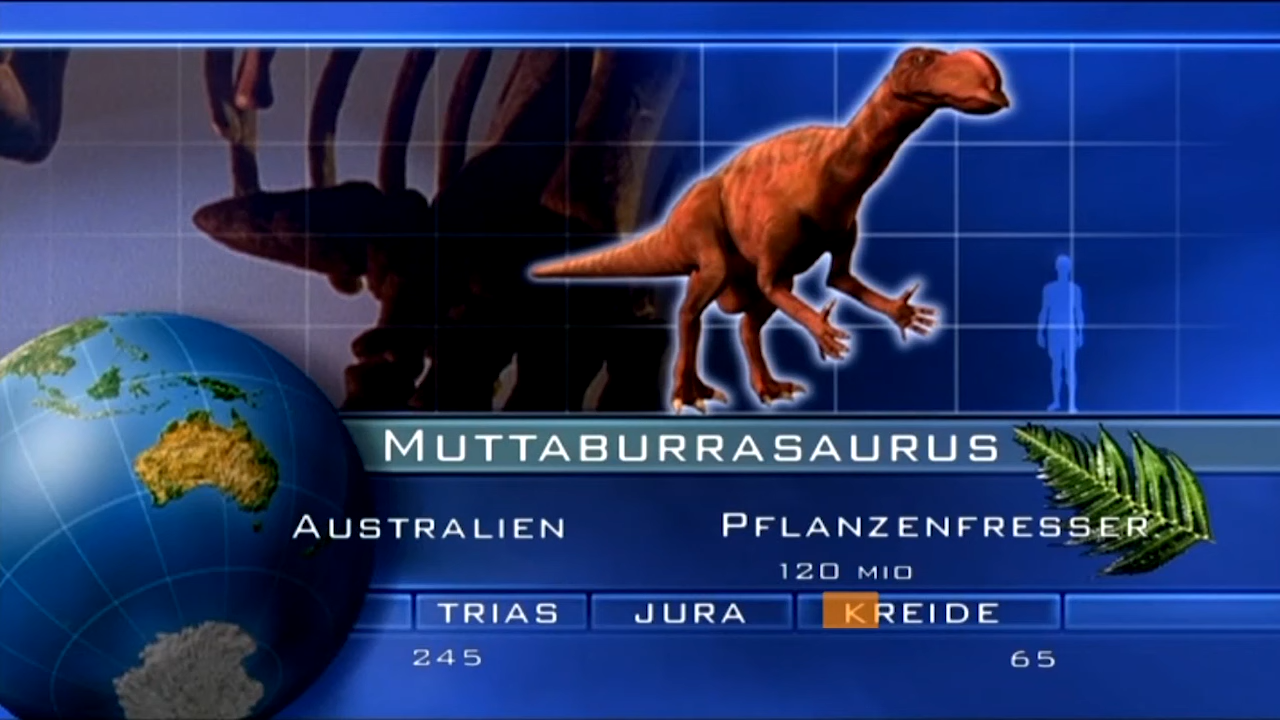 MUTTABURRASAURUS
AUSTRALIEN PFLANZENFRESSER
120 MIO
TRIAS JURA KREIDE
245 65